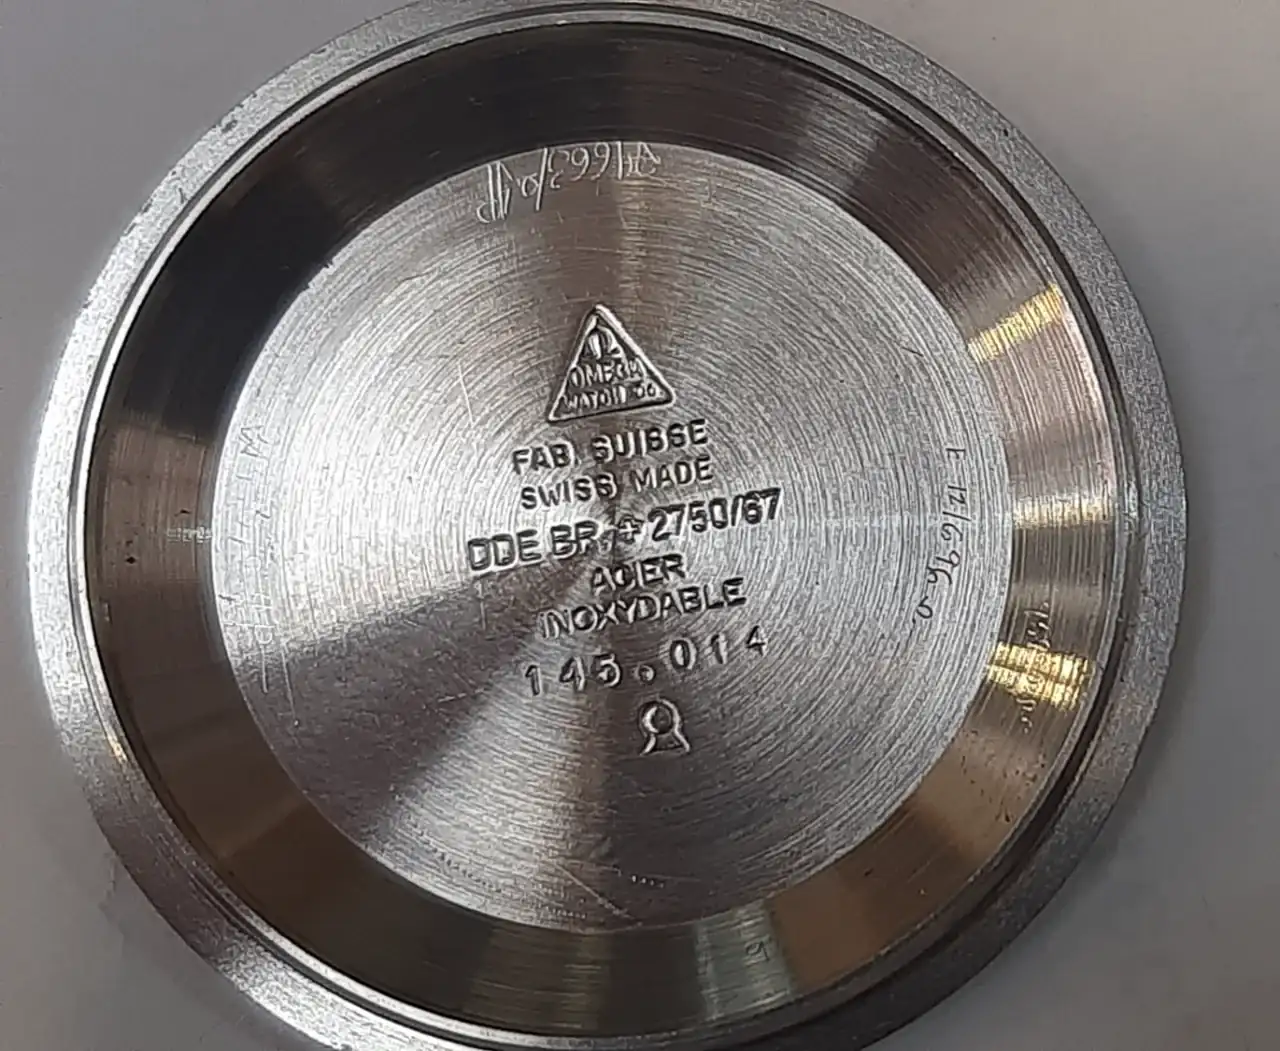 Ω
OMEGA
WATCH Co
FAB. SUISSE
SWISS MADE
DDE BR. + 2750/67
ACIER
INOXYDABLE
145.014